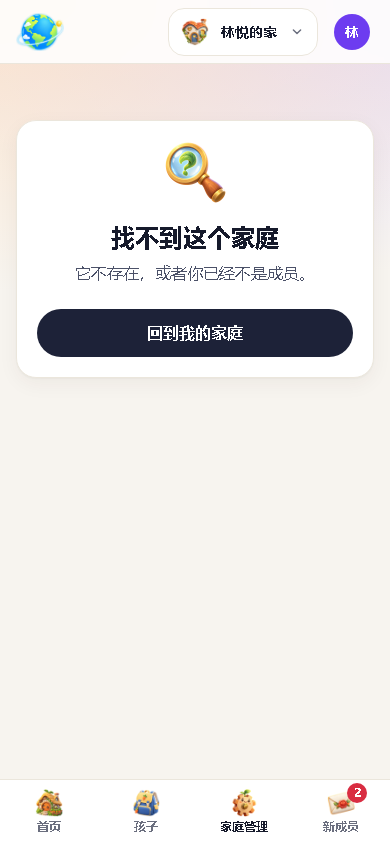 林悦的家
林
找不到这个家庭
它不存在，或者你已经不是成员。
回到我的家庭
首页
孩子
家庭管理
新成员
2